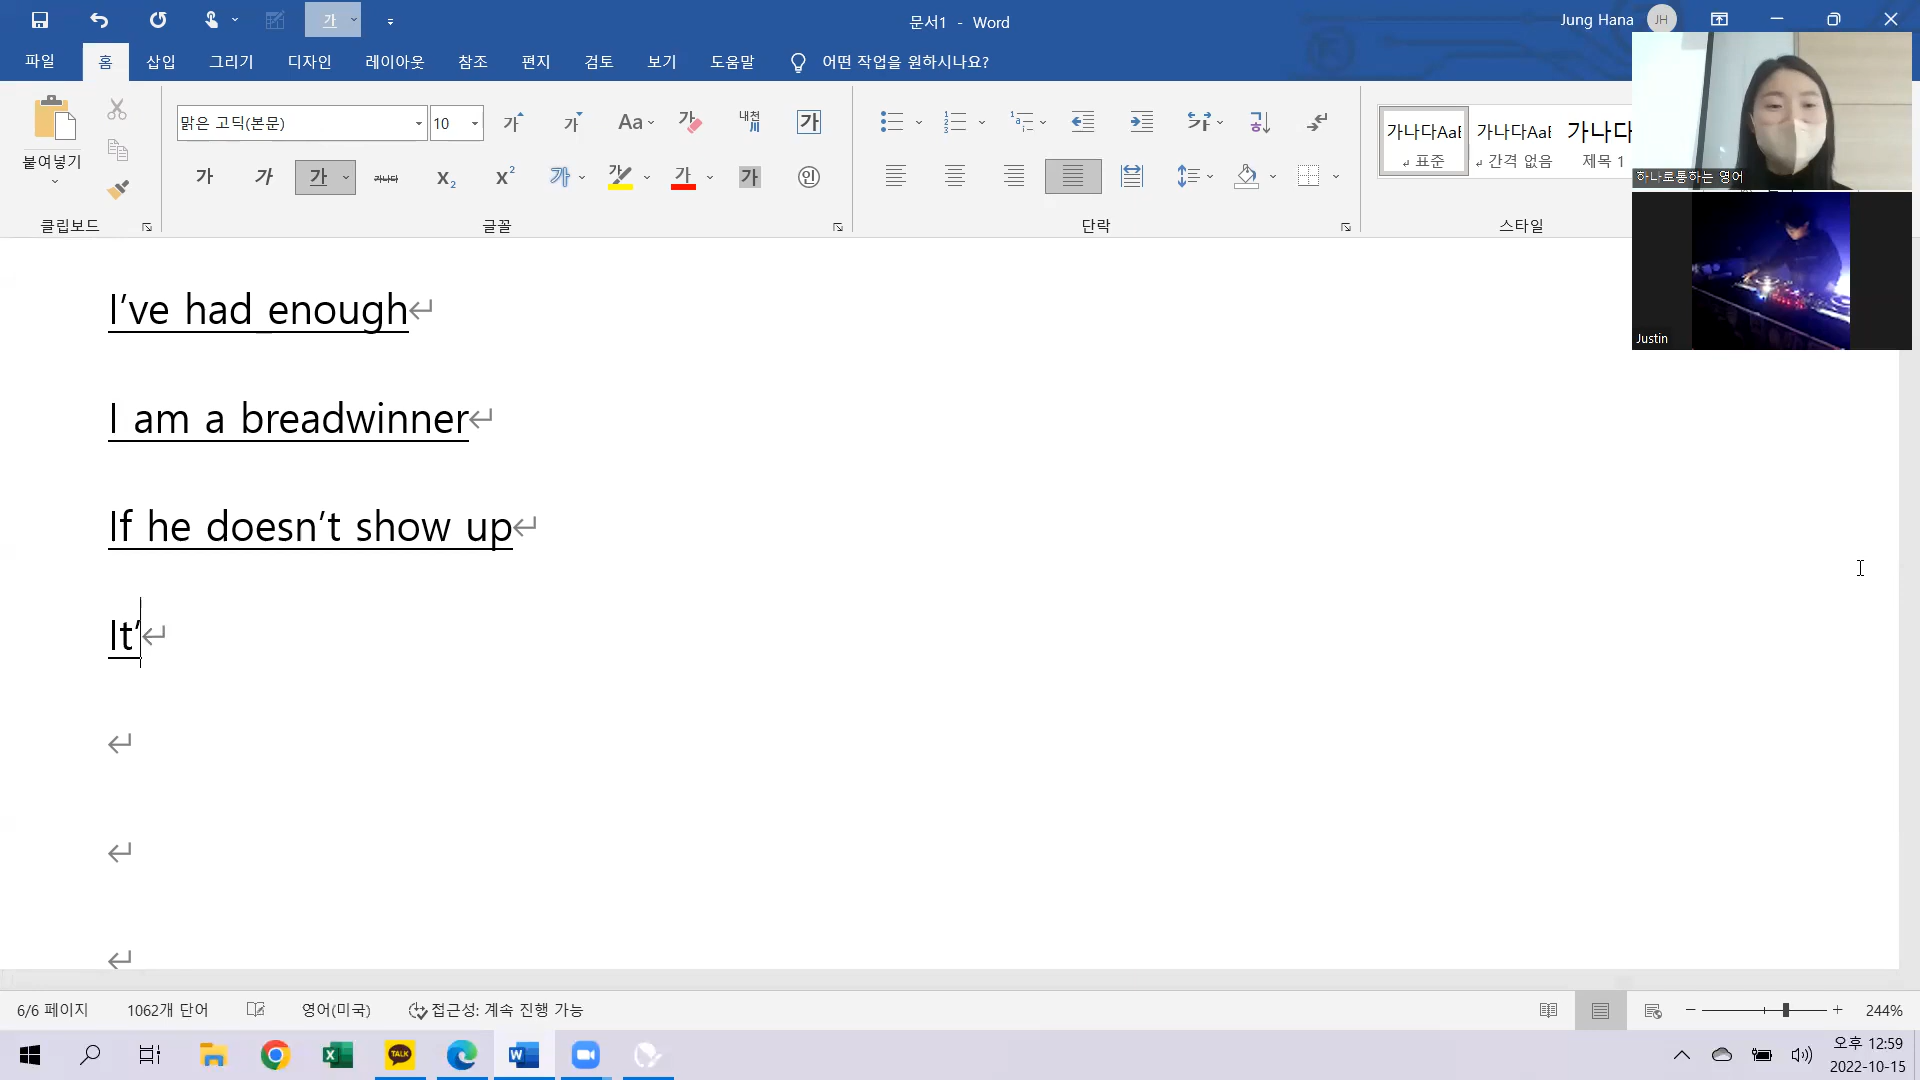 문서1 - Word
Jung Hana
JH
파일 홈 삽입 그리기 디자인 레이아웃 참조 편지 검토 보기 도움말 어떤 작업을 원하시나요?
붙여넣기
맑은 고딕(본문) 10
가나다AaB 가나다AaB 가나다
표준 간격 없음 제목 1
클립보드 글꼴 단락 스타일
하나로통하는 영어
Justin
I’ve had enough
I am a breadwinner
If he doesn’t show up
It’
6/6 페이지 1062개 단어 영어(미국) 접근성: 계속 진행 가능 244%
오후 12:59
2022-10-15